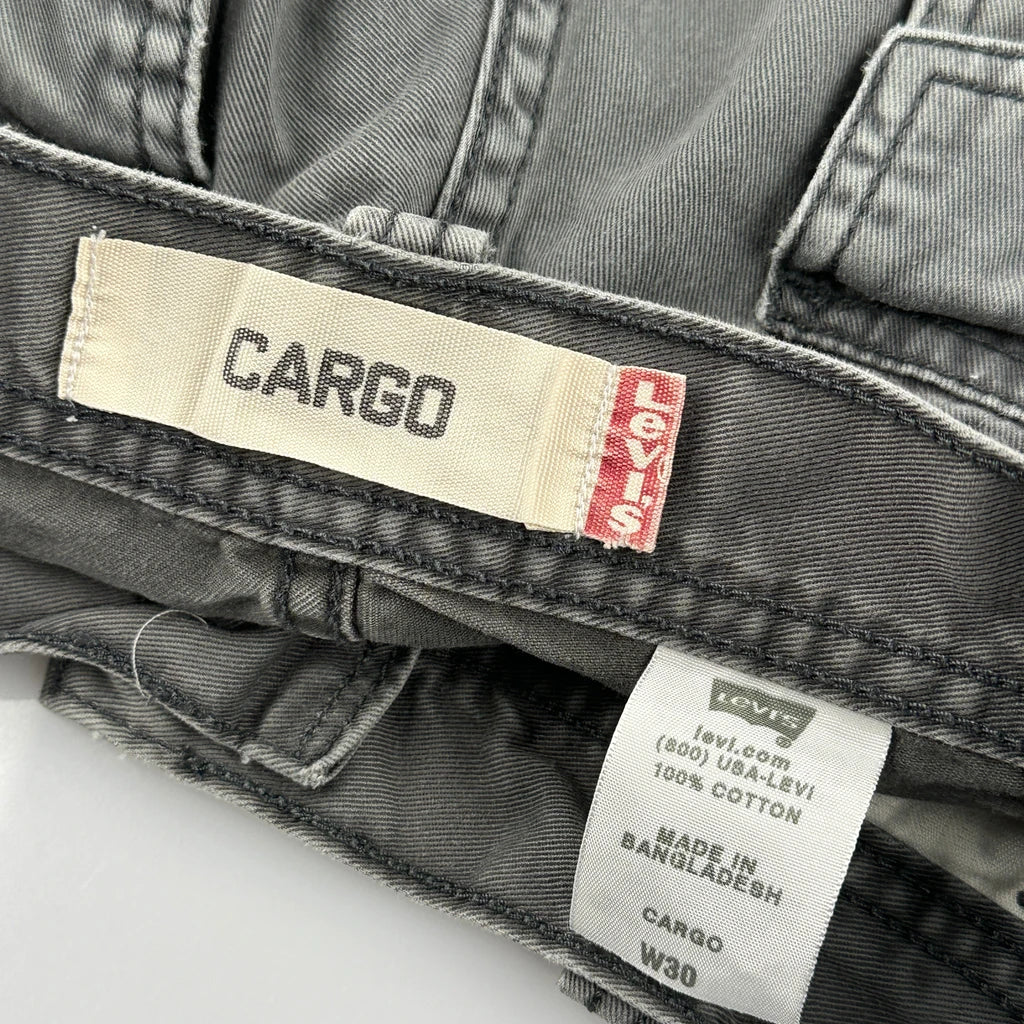 CARGO
Levi's
Levi's
levi.com
(800) USA-LEVI
100% COTTON
MADE IN
BANGLADESH
CARGO
W30